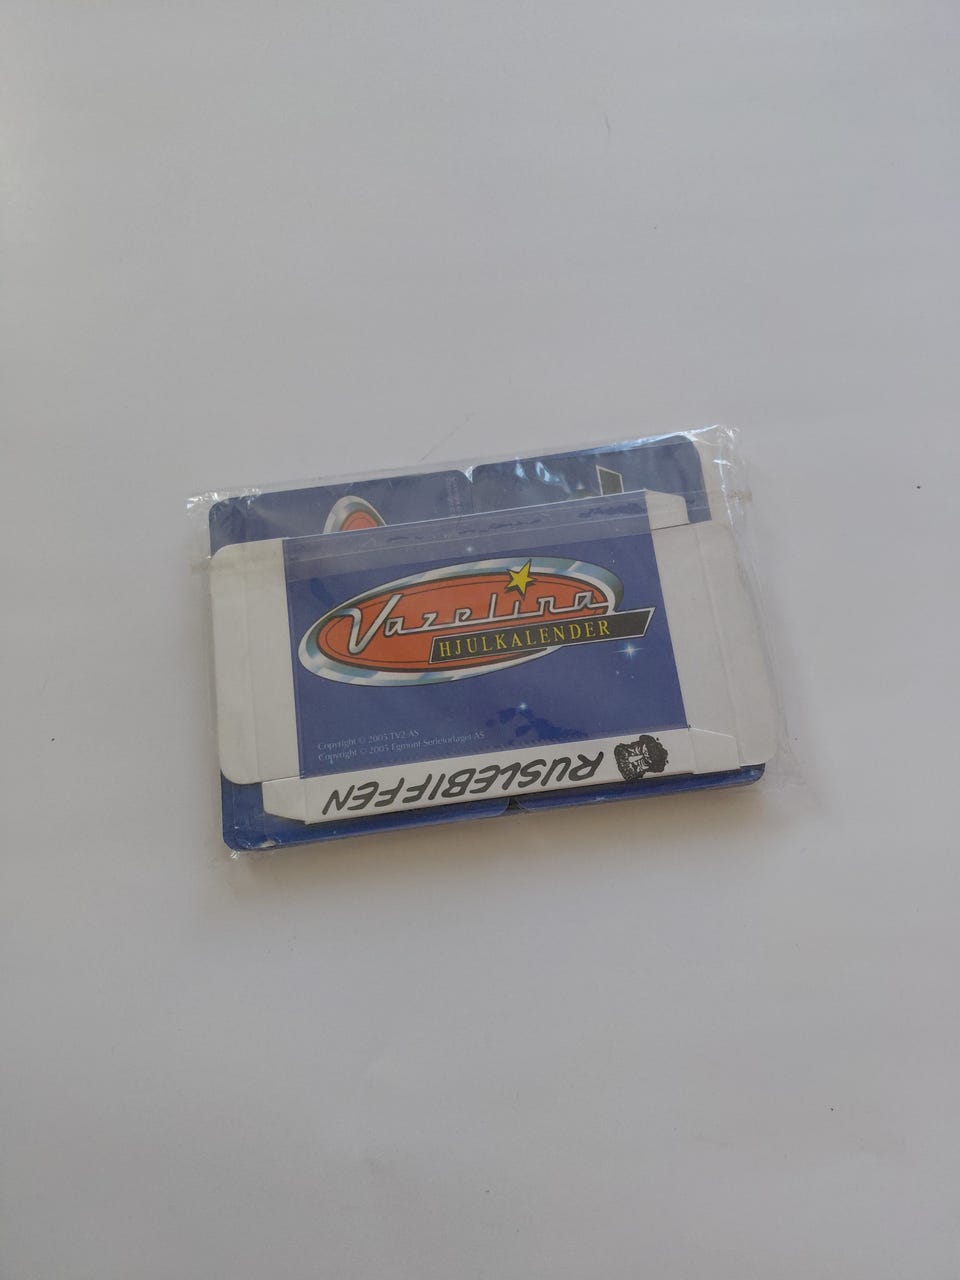 Vazelina
HJULKALENDER
Copyright © 2005 TV2 AS
Copyright © 2005 Egmont Serieforlaget AS
RUSLEBIFFEN